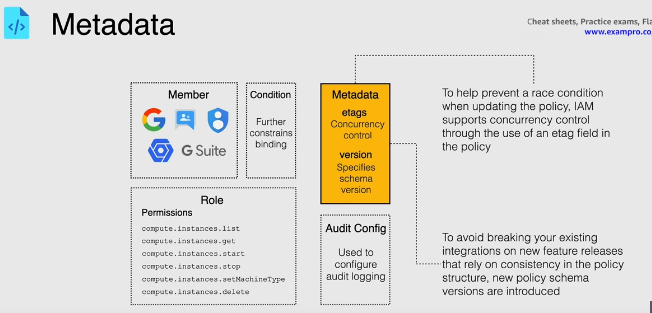 Metadata
Cheat sheets, Practice exams, Fla
www.exampro.co
Member
G Suite
Condition
Further
constrains
binding
Metadata
etags
Concurrency
control
version
Specifies
schema
version
Role
Permissions
compute.instances.list
compute.instances.get
compute.instances.start
compute.instances.stop
compute.instances.setMachineType
compute.instances.delete
Audit Config
Used to
configure
audit logging
To help prevent a race condition
when updating the policy, IAM
supports concurrency control
through the use of an etag field in
the policy
To avoid breaking your existing
integrations on new feature releases
that rely on consistency in the policy
structure, new policy schema
versions are introduced